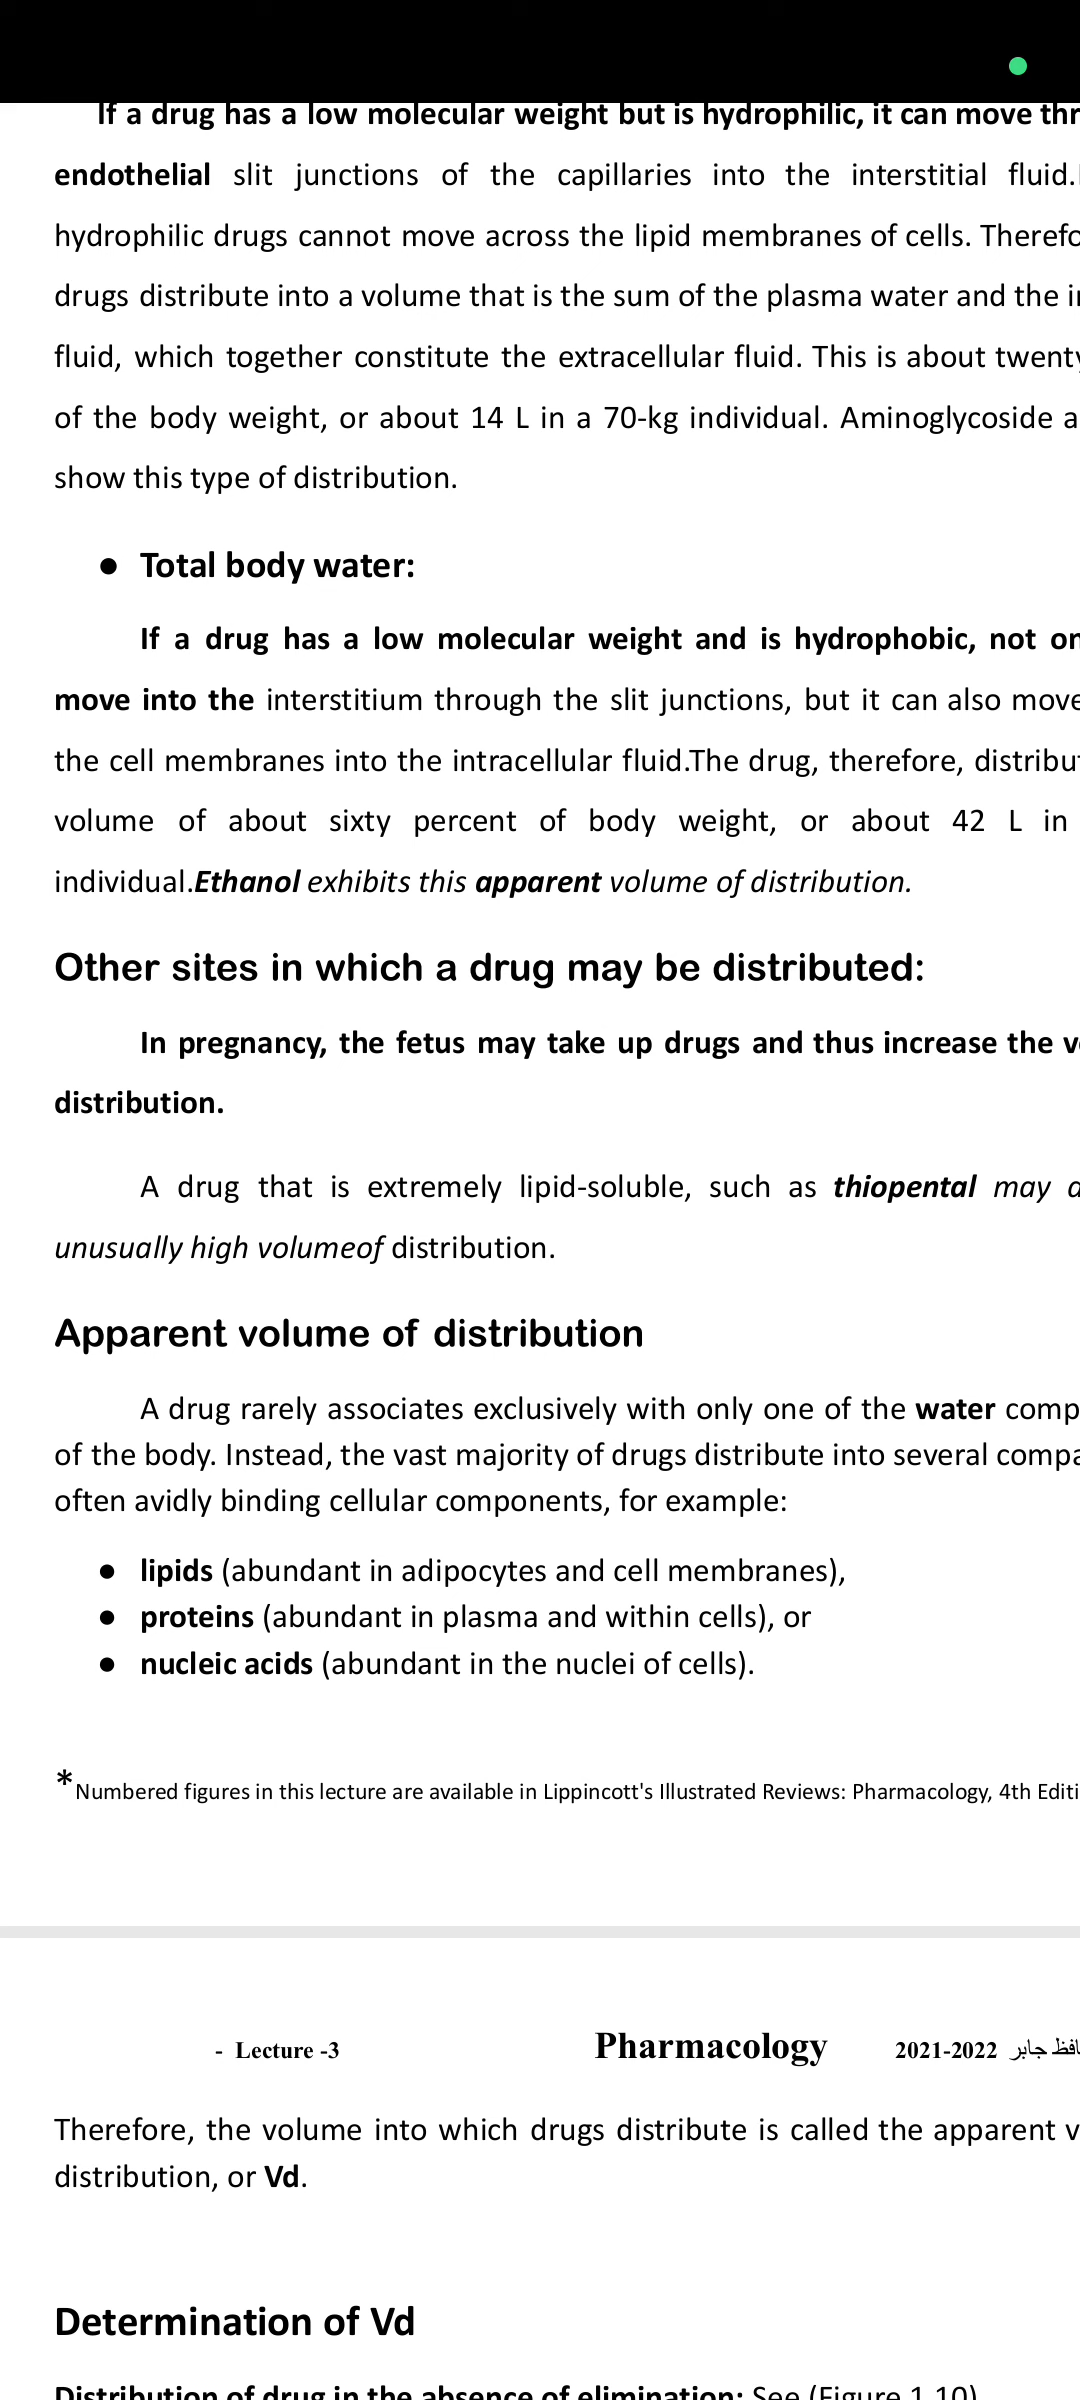 If a drug has a low molecular weight but is hydrophilic, it can move
endothelial slit junctions of the capillaries into the interstitial fluid.
hydrophilic drugs cannot move across the lipid membranes of cells.
drugs distribute into a volume that is the sum of the plasma water and the
fluid, which together constitute the extracellular fluid. This is about
of the body weight, or about 14 L in a 70-kg individual. Aminoglycoside
show this type of distribution.
● Total body water:
If a drug has a low molecular weight and is hydrophobic, not
move into the interstitium through the slit junctions, but it can also move
the cell membranes into the intracellular fluid.The drug, therefore,
volume of about sixty percent of body weight, or about 42 L in
individual.Ethanol exhibits this apparent volume of distribution.
Other sites in which a drug may be distributed:
In pregnancy, the fetus may take up drugs and thus increase the
distribution.
A drug that is extremely lipid-soluble, such as thiopental may
unusually high volumeof distribution.
Apparent volume of distribution
A drug rarely associates exclusively with only one of the water
of the body. Instead, the vast majority of drugs distribute into several
often avidly binding cellular components, for example:
● lipids (abundant in adipocytes and cell membranes),
● proteins (abundant in plasma and within cells), or
● nucleic acids (abundant in the nuclei of cells).
*Numbered figures in this lecture are available in Lippincott's Illustrated Reviews: Pharmacology, 4th
- Lecture -3 Pharmacology 2021-2022 جابر
Therefore, the volume into which drugs distribute is called the apparent
distribution, or Vd.
Determination of Vd
Distribution of drug in the absence of elimination: See (Figure 1.10)